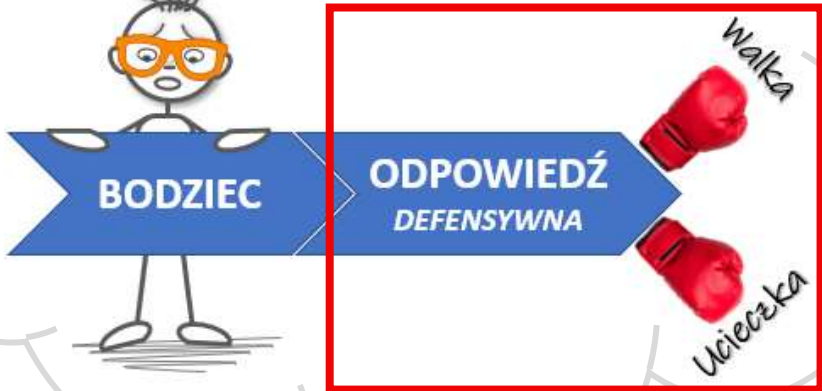 BODZIEC
ODPOWIEDŹ
DEFENSYWNA
Walka
Ucieczka